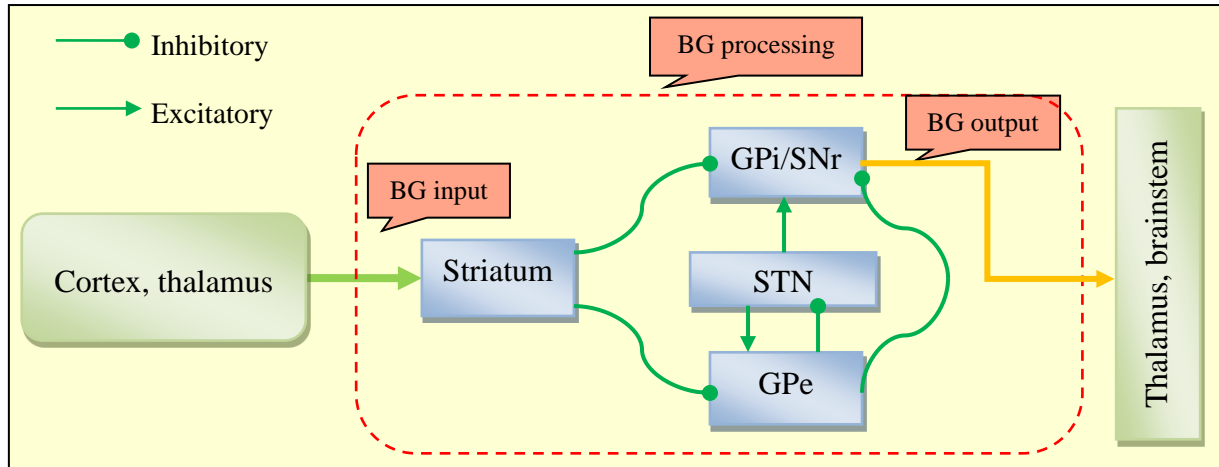 Inhibitory
Excitatory
BG processing
BG output
BG input
GPi/SNr
Cortex, thalamus
Striatum
STN
GPe
Thalamus, brainstem